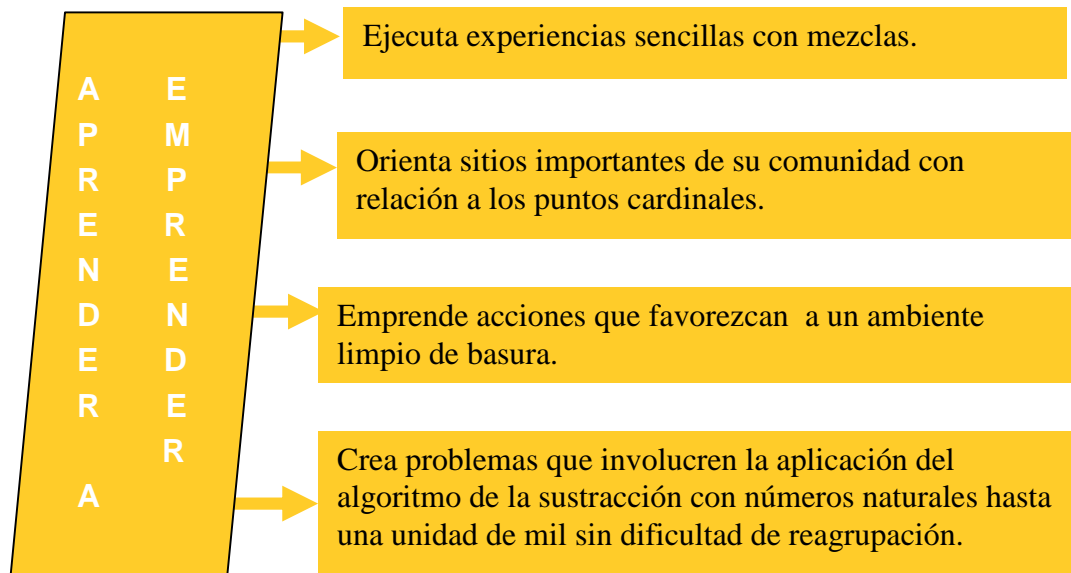 APRENDER A
EMPRENDER
Ejecuta experiencias sencillas con mezclas.
Orienta sitios importantes de su comunidad con
relación a los puntos cardinales.
Emprende acciones que favorezcan  a un ambiente
limpio de basura.
Crea problemas que involucren la aplicación del
algoritmo de la sustracción con números naturales hasta
una unidad de mil sin dificultad de reagrupación.